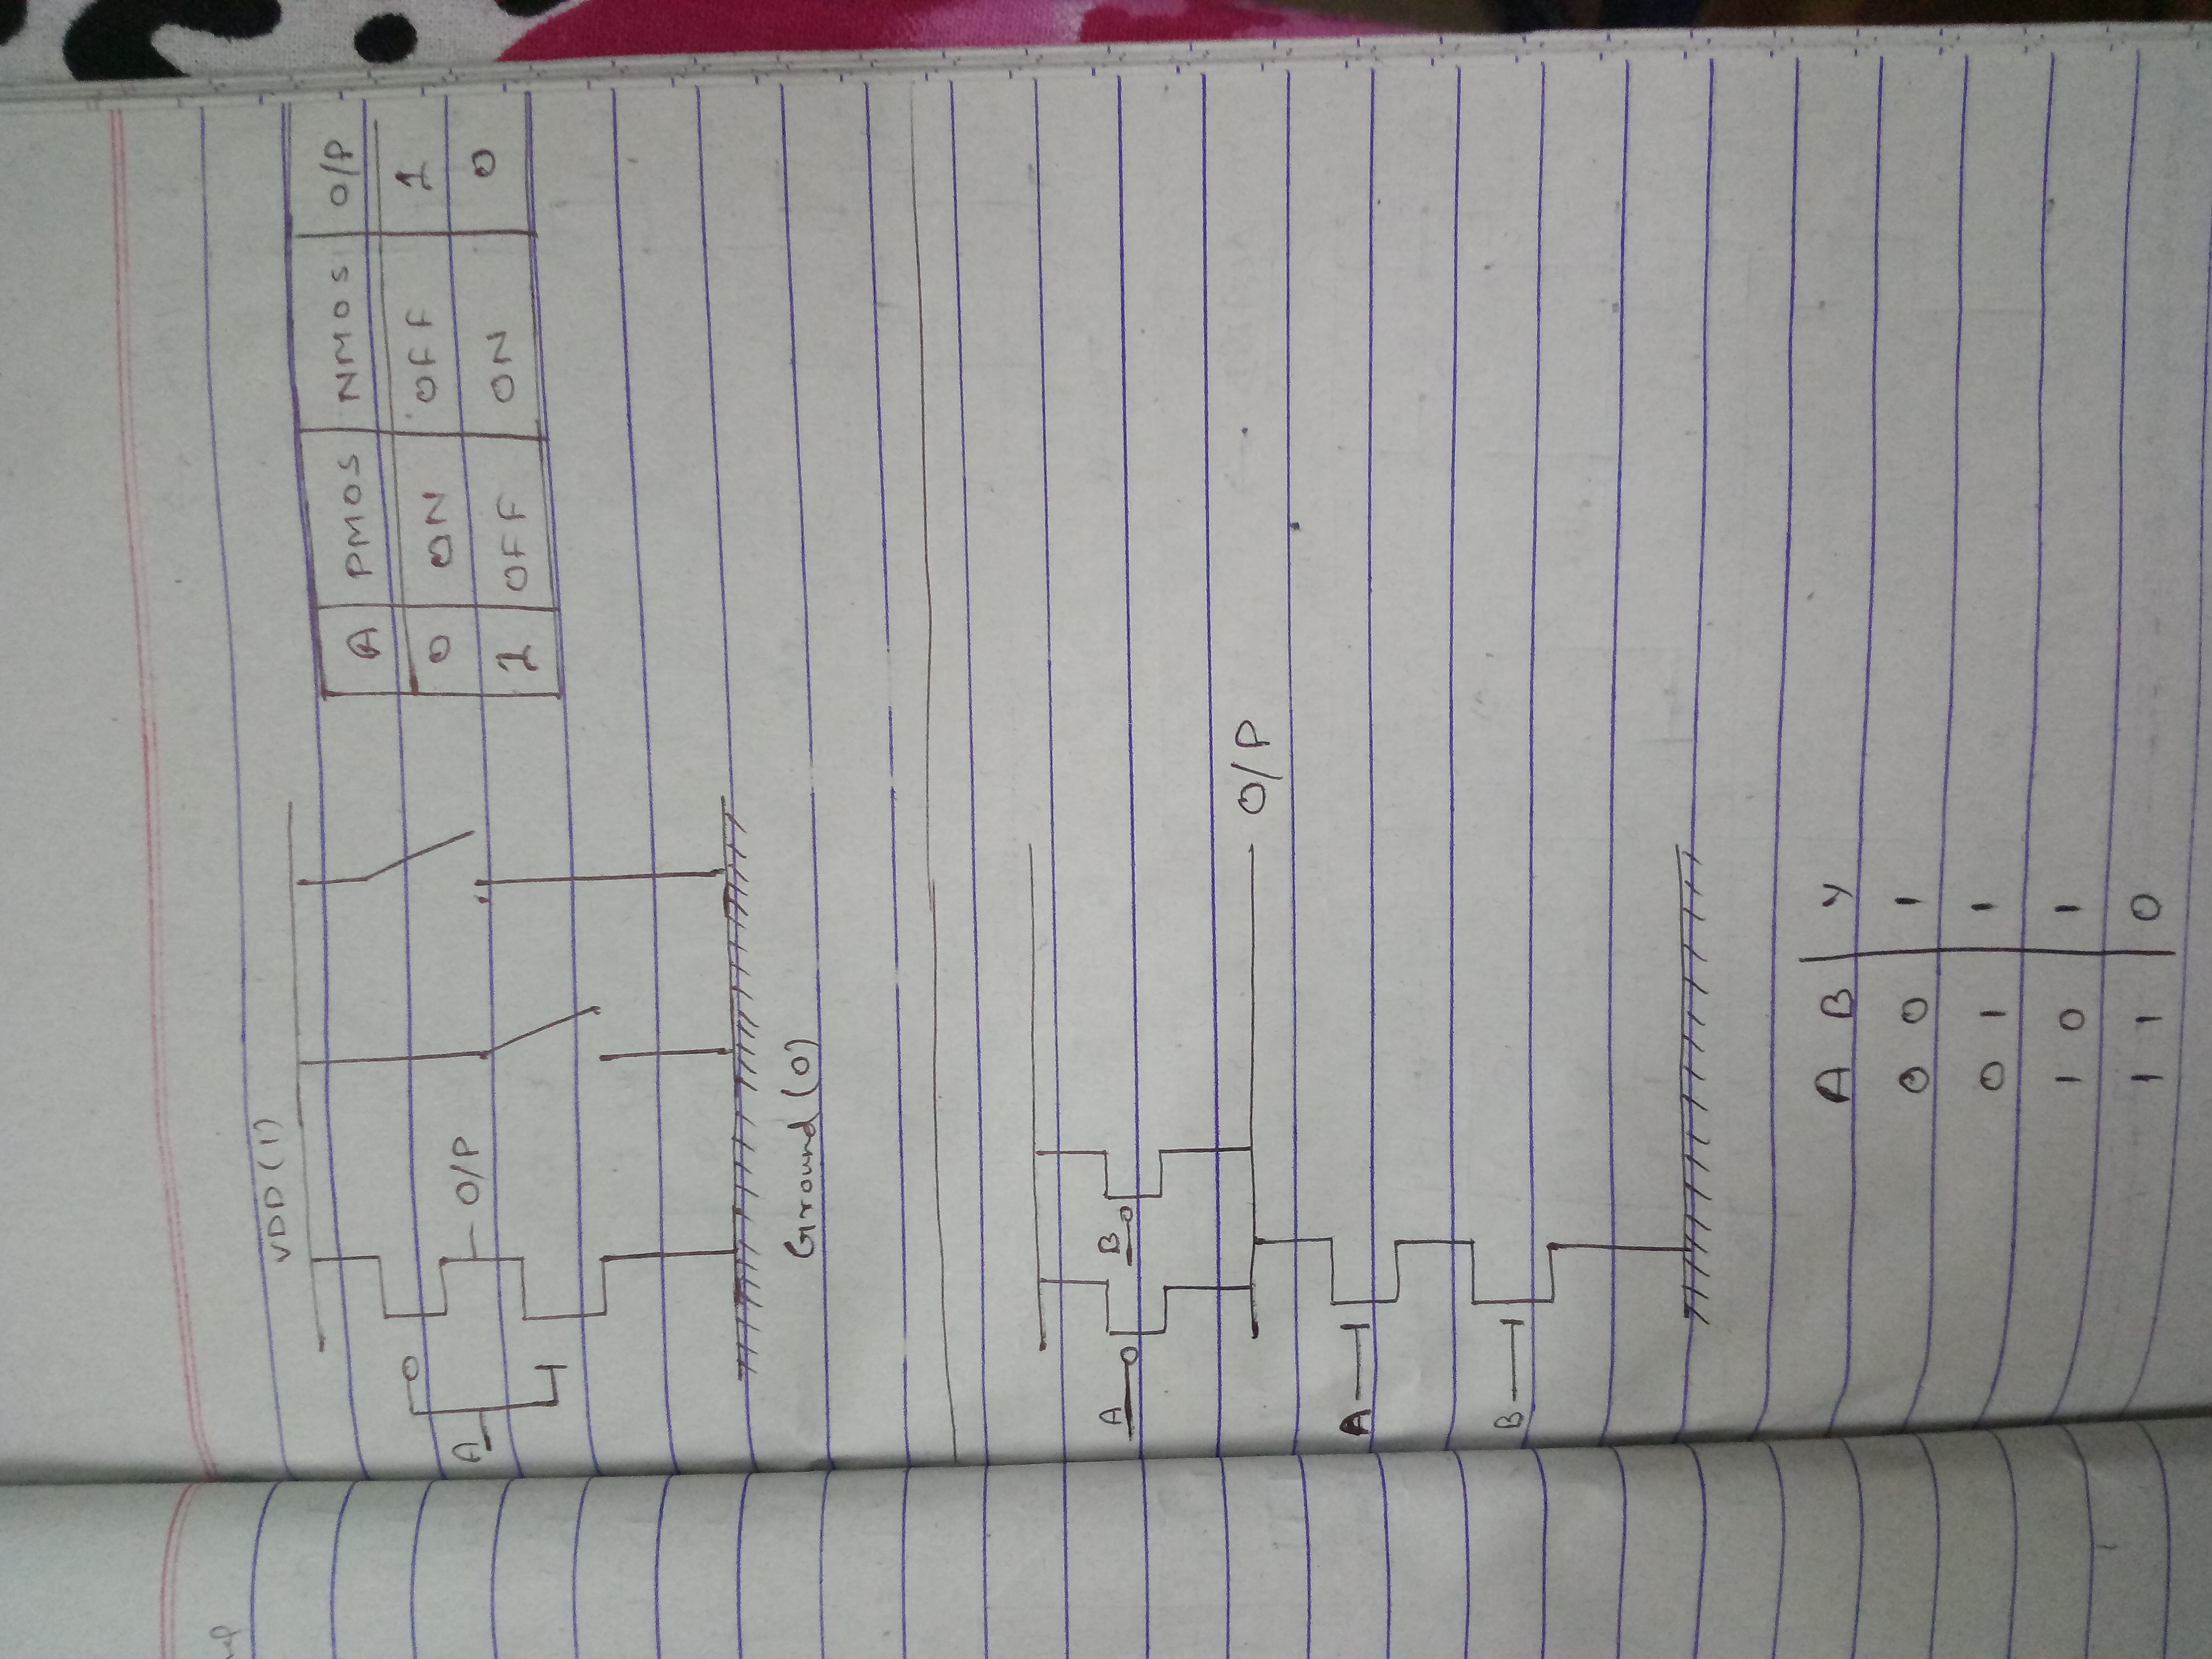 VDD (1)
A PMOS NMOS O/P
0 ON OFF 1
1 OFF ON 0
A
O/P
Ground (0)
A B
O/P
A
B
A B Y
0 0 1
0 1 1
1 0 1
1 1 0